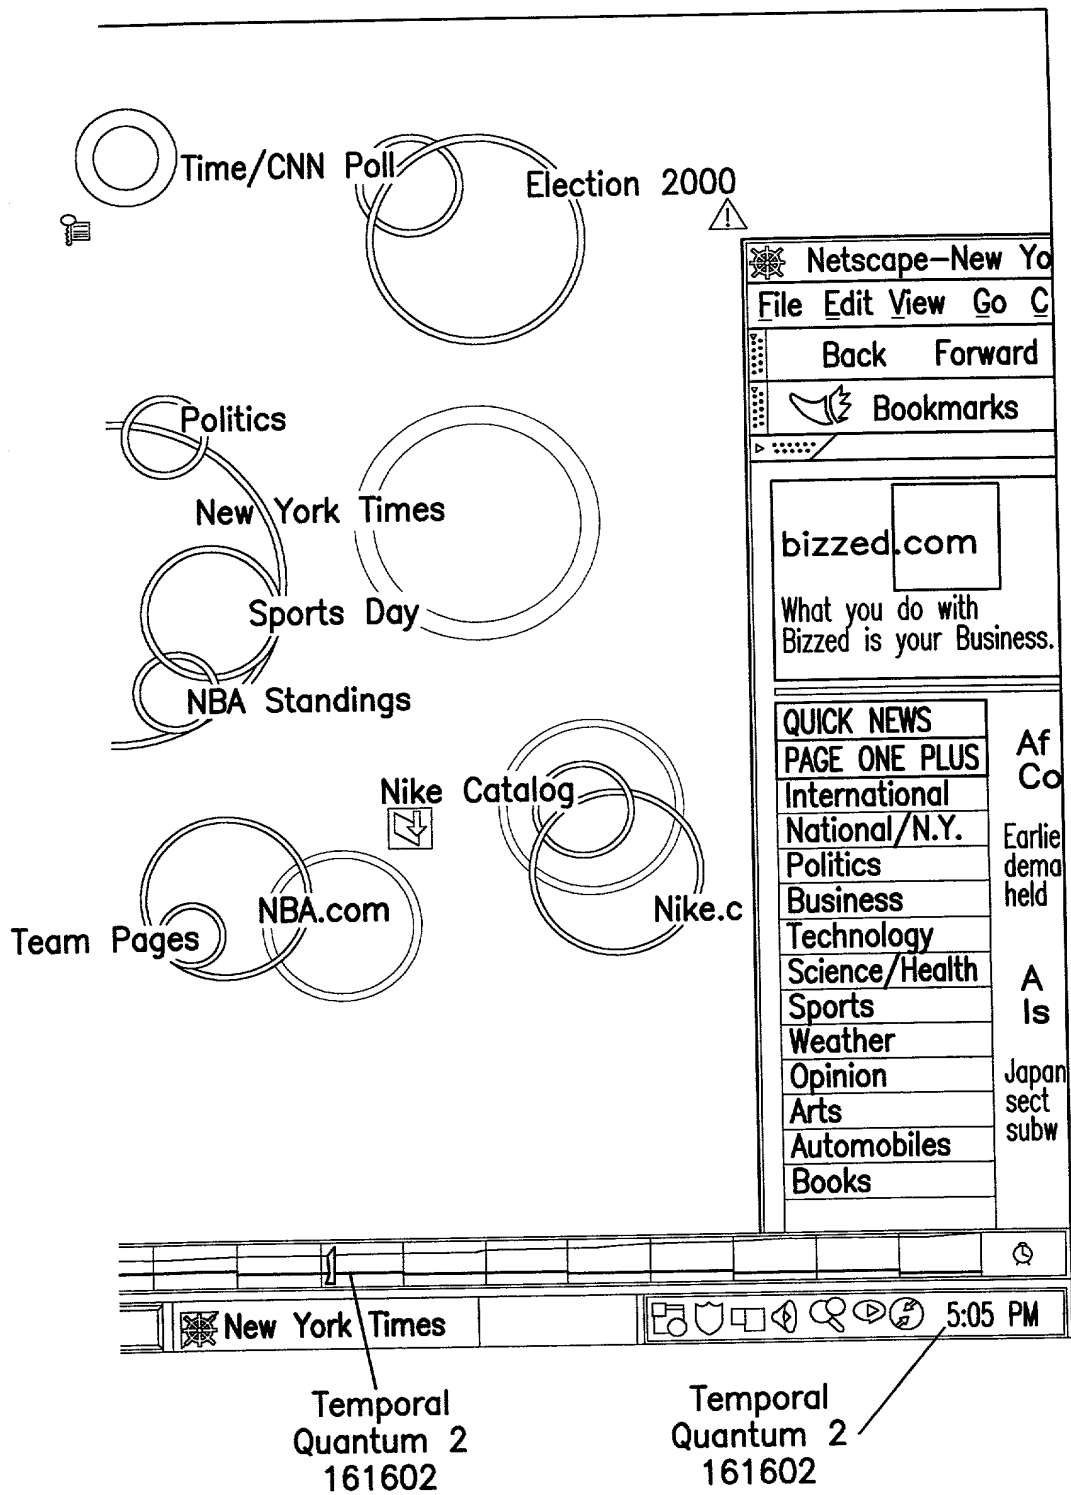 Time/CNN Poll
Election 2000
Netscape–New Yo
File Edit View Go C
Back Forward
Bookmarks
Politics
New York Times
Sports Day
NBA Standings
bizzed.com
What you do with
Bizzed is your Business.
Nike Catalog
NBA.com
Nike.c
Team Pages
QUICK NEWS
PAGE ONE PLUS
International
National/N.Y.
Politics
Business
Technology
Science/Health
Sports
Weather
Opinion
Arts
Automobiles
Books
Af
Co
Earlie
dema
held
A
Is
Japan
sect
subw
New York Times
5:05 PM
Temporal
Quantum 2
161602
Temporal
Quantum 2
161602